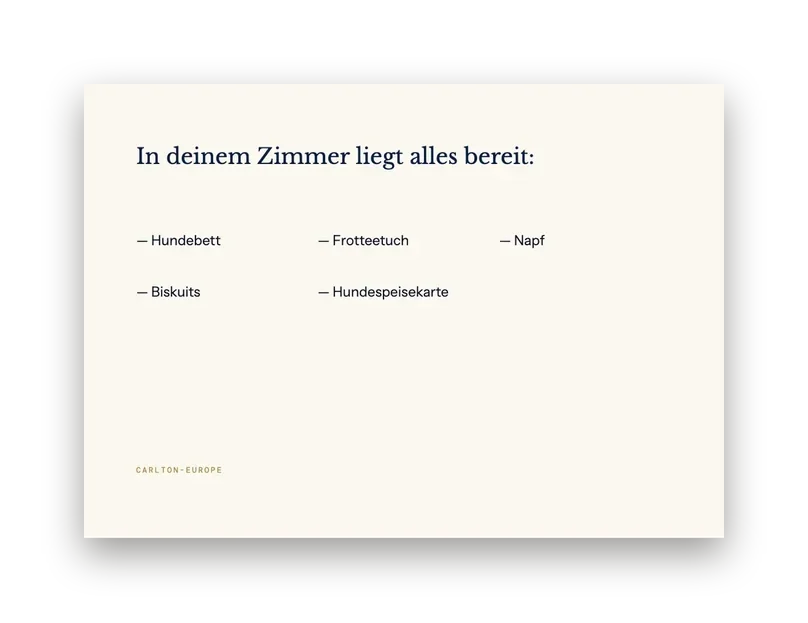 In deinem Zimmer liegt alles bereit:
— Hundebett — Frotteetuch — Napf
— Biskuits — Hundespeisekarte
CARLTON-EUROPE